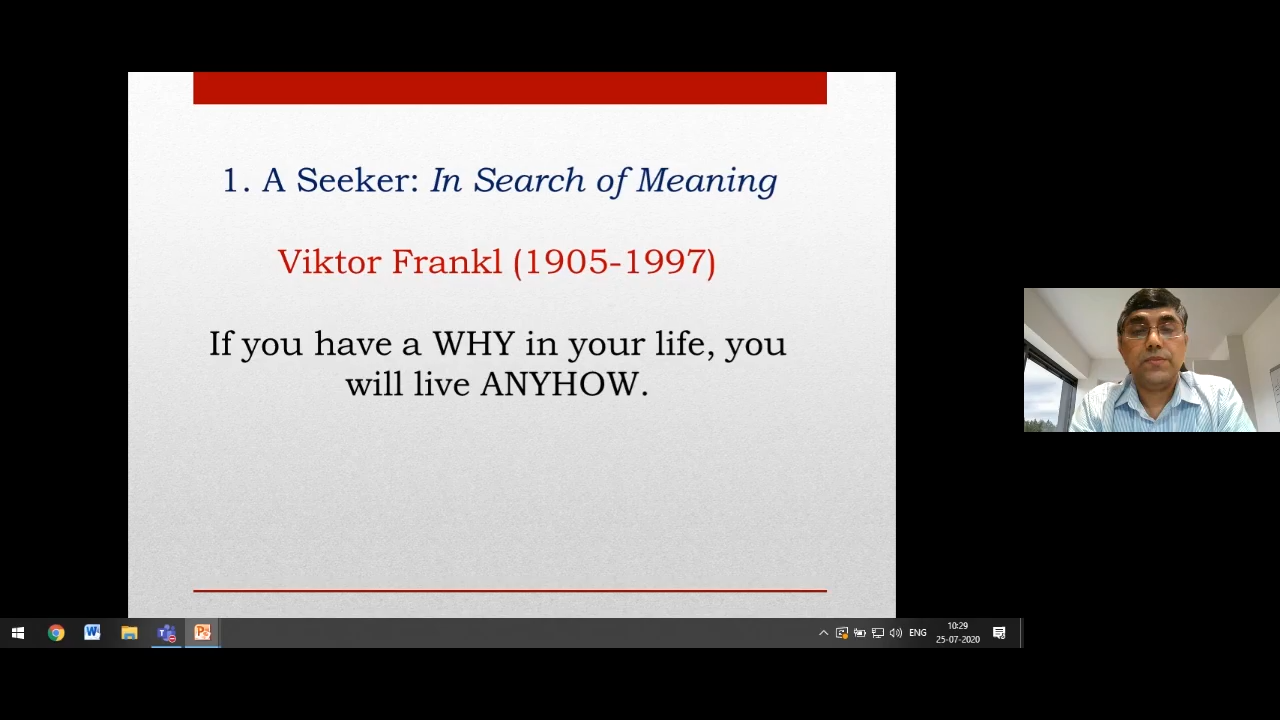 1. A Seeker: In Search of Meaning
Viktor Frankl (1905-1997)
If you have a WHY in your life, you
will live ANYHOW.
ENG
10:29
25-07-2020